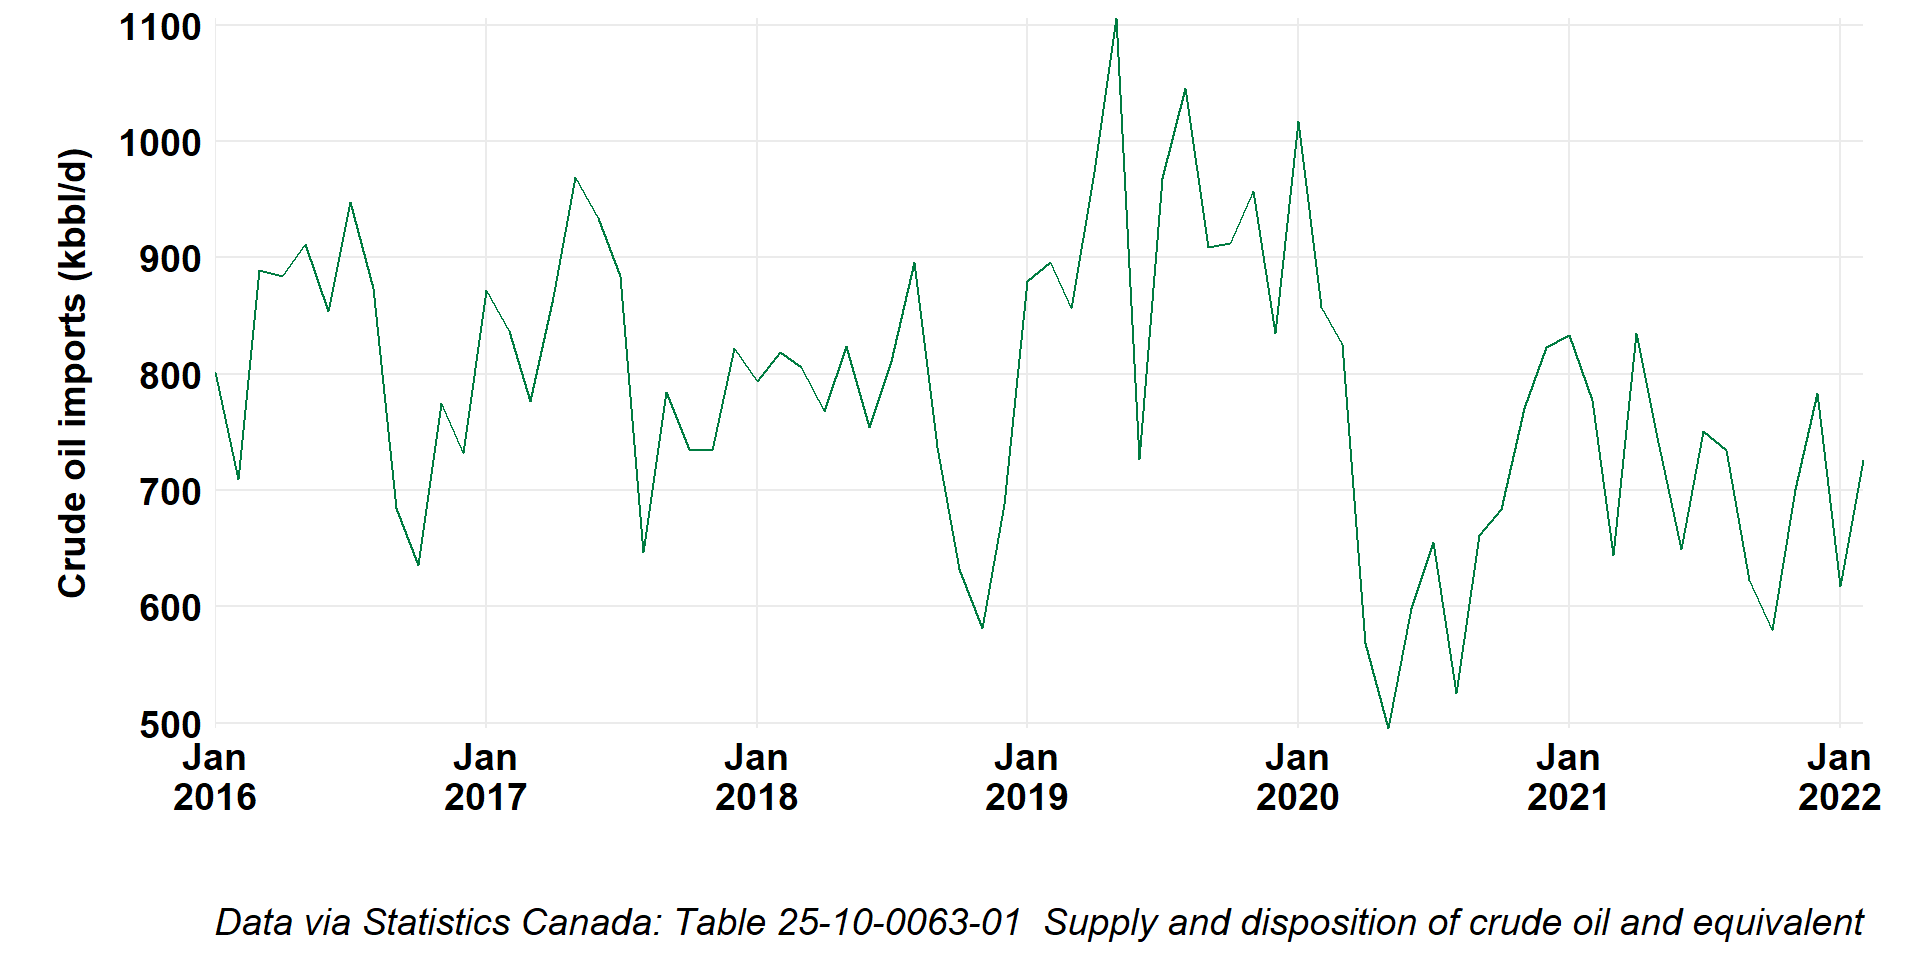 Crude oil imports (kbbl/d)
1100
1000
900
800
700
600
500
Jan 2016
Jan 2017
Jan 2018
Jan 2019
Jan 2020
Jan 2021
Jan 2022
Data via Statistics Canada: Table 25-10-0063-01  Supply and disposition of crude oil and equivalent